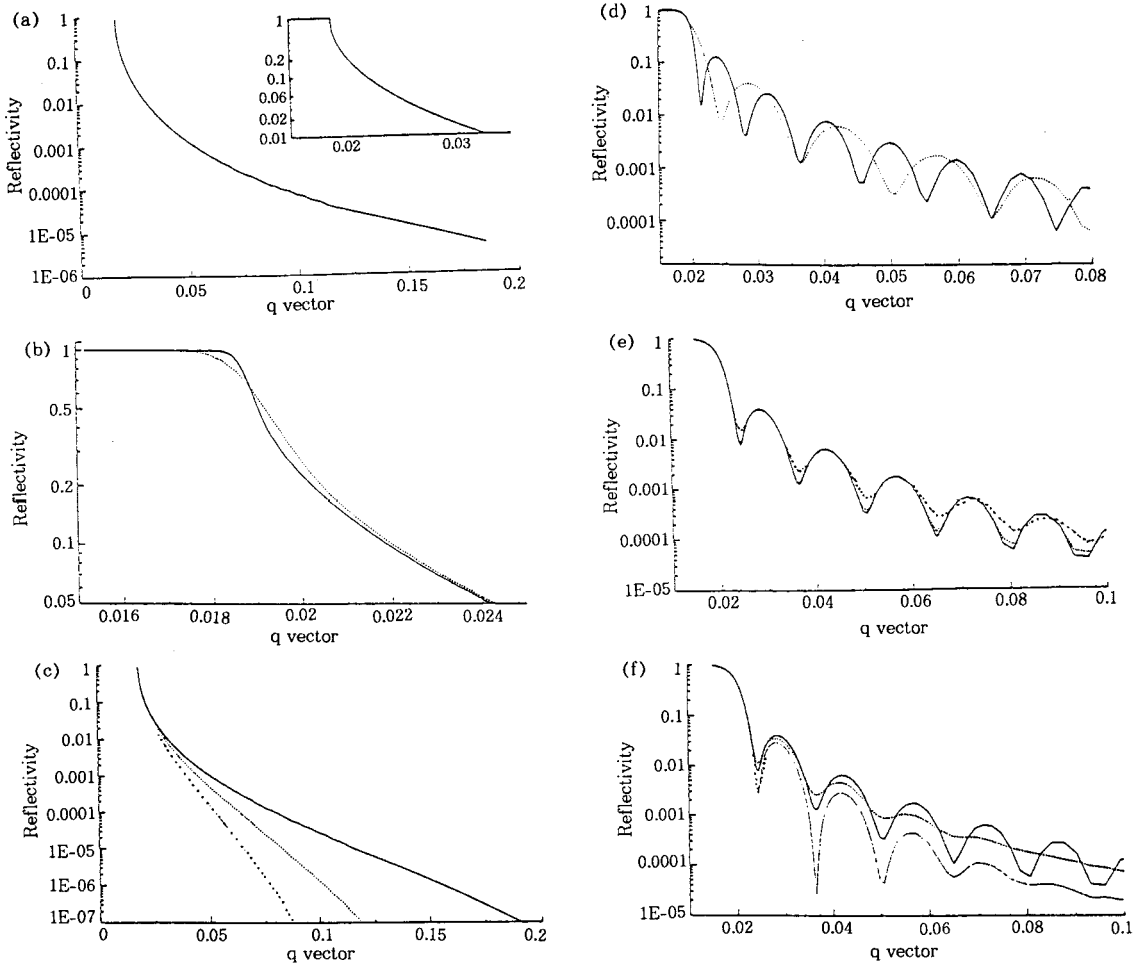 (a)
1
0.1
0.01
0.001
0.0001
1E-05
1E-06
Reflectivity
0
0.05
0.1
0.15
0.2
q vector
1
0.2
0.1
0.06
0.02
0.01
0.02
0.03
(b)
1
0.5
0.2
0.1
0.05
Reflectivity
0.016
0.018
0.02
0.022
0.024
q vector
(c)
1
0.1
0.01
0.001
0.0001
1E-05
1E-06
1E-07
Reflectivity
0
0.05
0.1
0.15
0.2
q vector
(d)
1
0.1
0.01
0.001
0.0001
Reflectivity
0.02
0.03
0.04
0.05
0.06
0.07
0.08
q vector
(e)
1
0.1
0.01
0.001
0.0001
1E-05
Reflectivity
0.02
0.04
0.06
0.08
0.1
q vector
(f)
1
0.1
0.01
0.001
0.0001
1E-05
Reflectivity
0.02
0.04
0.06
0.08
0.1
q vector